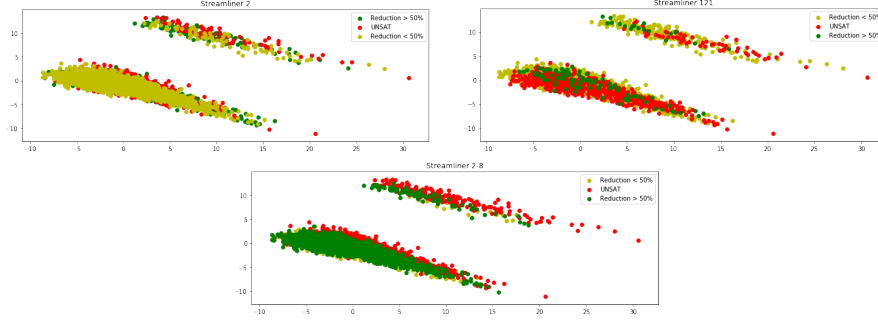 Streamliner 2
Reduction > 50%
UNSAT
Reduction < 50%
10
5
0
−5
−10
−10 −5 0 5 10 15 20 25 30
Streamliner 121
Reduction < 50%
UNSAT
Reduction > 50%
10
5
0
−5
−10
−10 −5 0 5 10 15 20 25 30
Streamliner 2-8
Reduction < 50%
UNSAT
Reduction > 50%
10
5
0
−5
−10
−10 −5 0 5 10 15 20 25 30